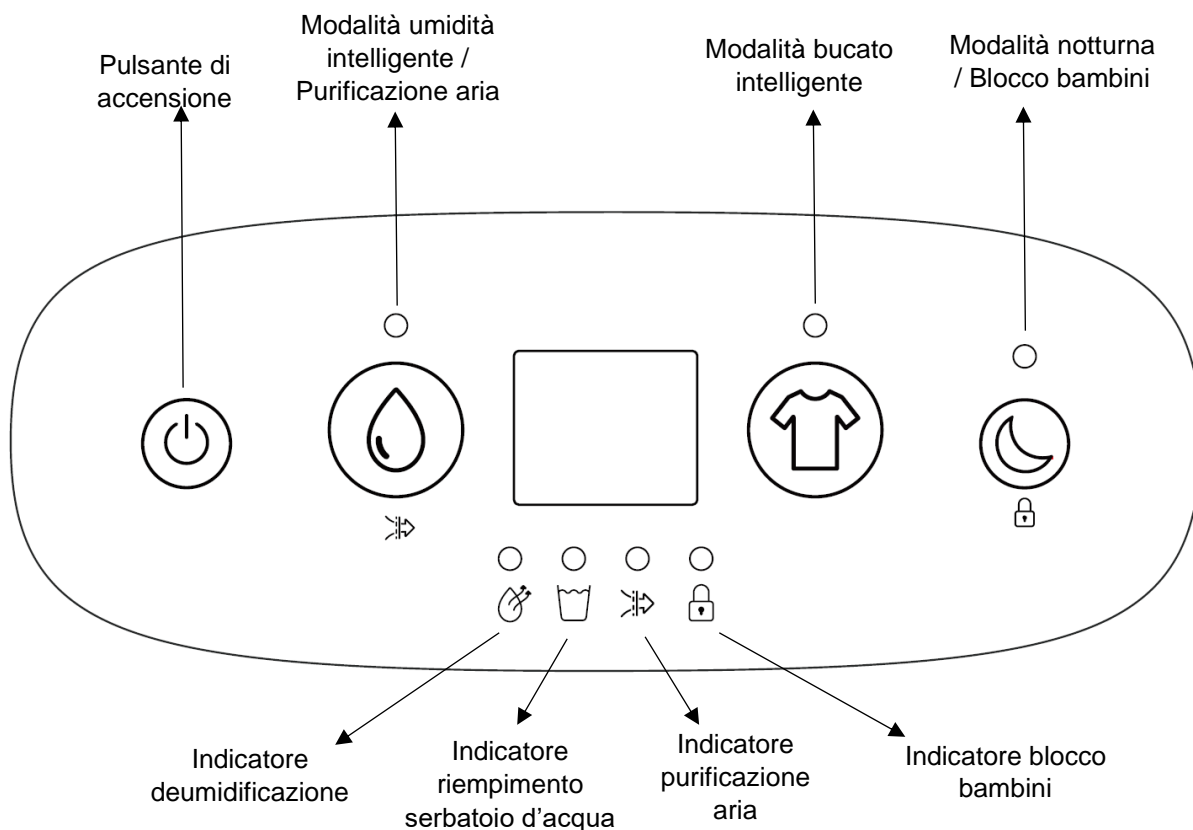 Pulsante di
accensione
Modalità umidità
intelligente /
Purificazione aria
Modalità bucato
intelligente
Modalità notturna
/ Blocco bambini
Indicatore
deumidificazione
Indicatore
riempimento
serbatoio d'acqua
Indicatore
purificazione
aria
Indicatore blocco
bambini